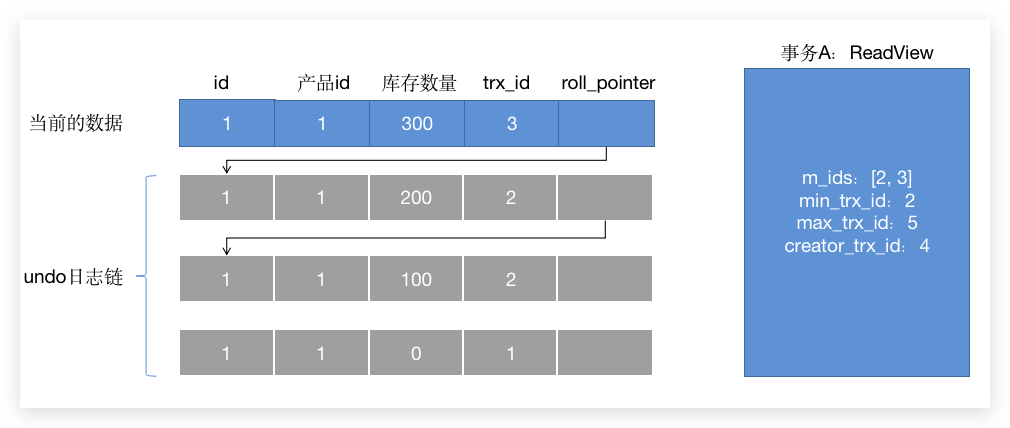 事务A：ReadView
id 产品id 库存数量 trx_id roll_pointer
当前的数据 1 1 300 3
1 1 200 2
1 1 100 2
undo日志链
1 1 0 1
m_ids：[2, 3]
min_trx_id：2
max_trx_id：5
creator_trx_id：4